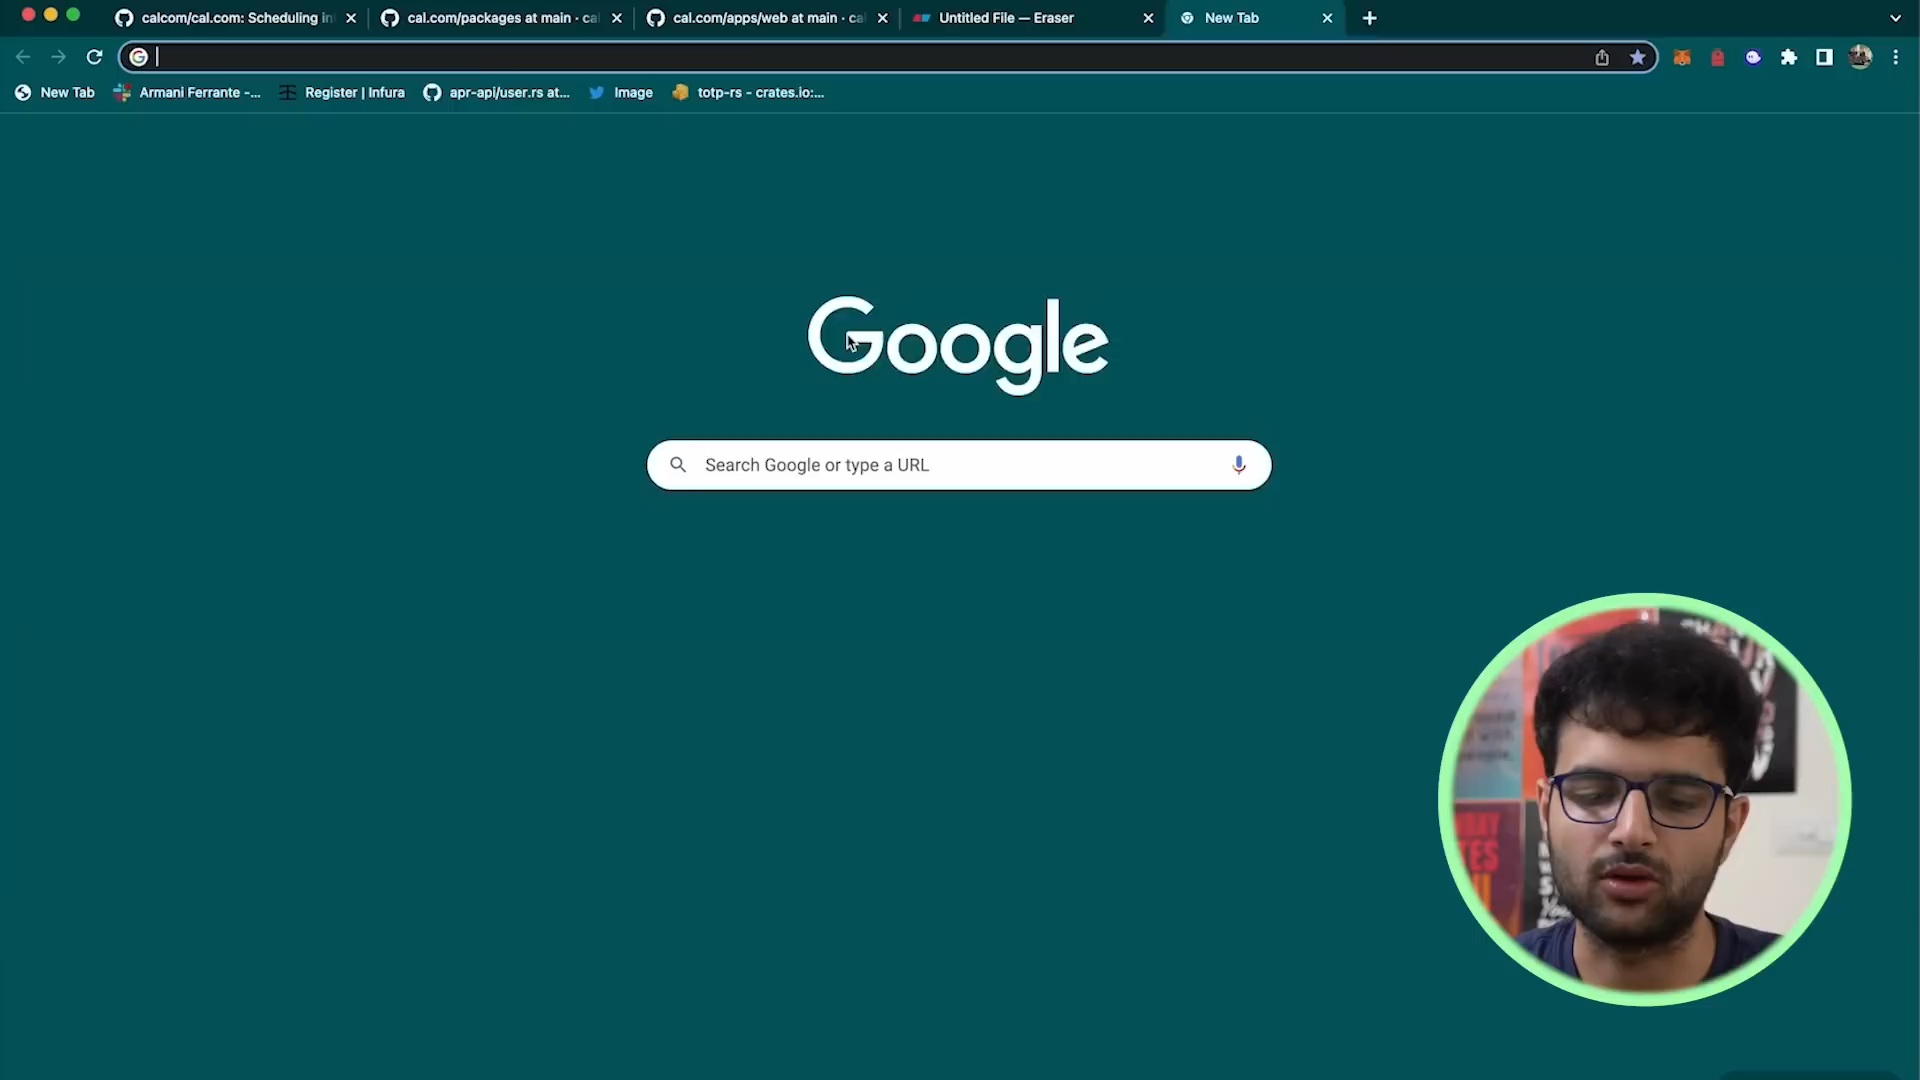 calcom/cal.com: Scheduling in
cal.com/packages at main · ca
cal.com/apps/web at main · ca
Untitled File — Eraser
New Tab
New Tab
Armani Ferrante -...
Register | Infura
apr-api/user.rs at...
Image
totp-rs - crates.io:...
Google
Search Google or type a URL